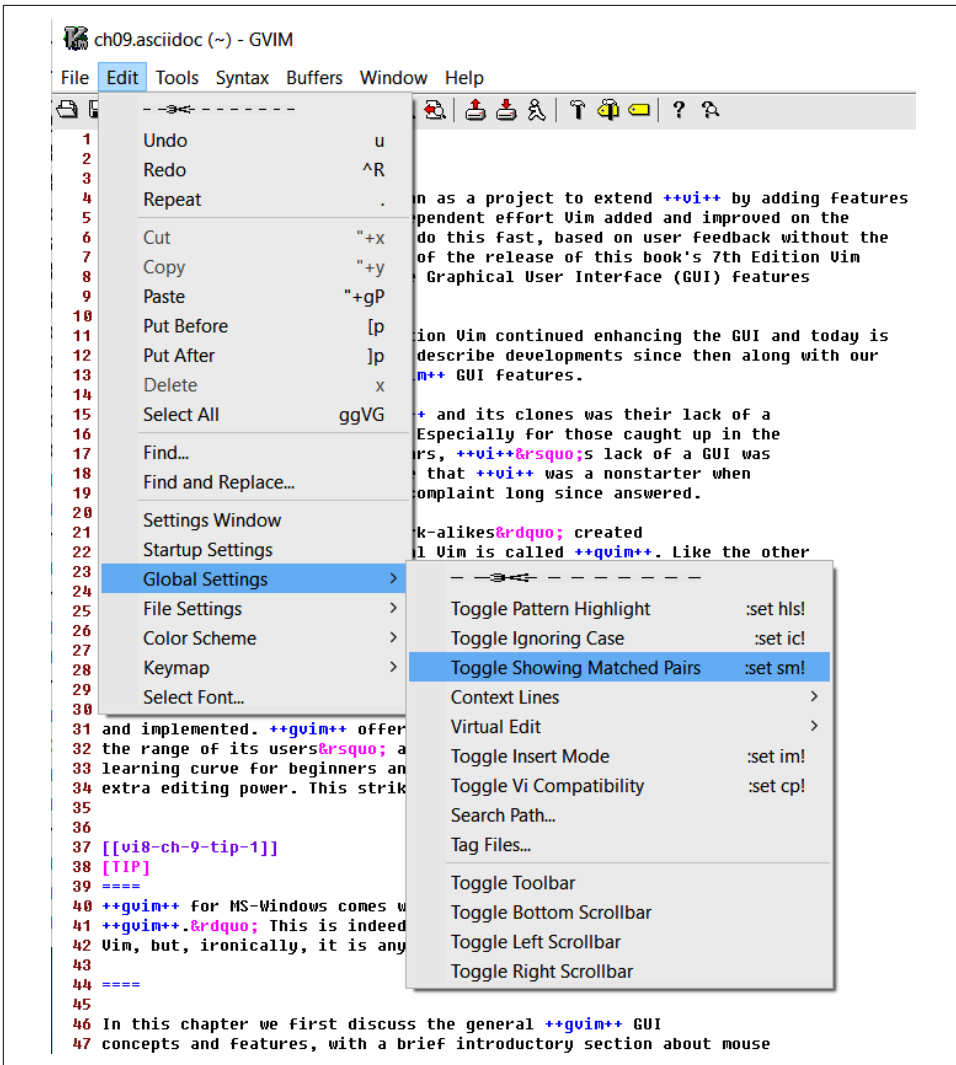 ch09.asciidoc (~) - GVIM
File Edit Tools Syntax Buffers Window Help
Undo u
Redo ^R
Repeat .
Cut "+x
Copy "+y
Paste "+gP
Put Before [p
Put After ]p
Delete x
Select All ggVG
Find...
Find and Replace...
Settings Window
Startup Settings
Global Settings >
File Settings >
Color Scheme >
Keymap >
Select Font...
Toggle Pattern Highlight :set hls!
Toggle Ignoring Case :set ic!
Toggle Showing Matched Pairs :set sm!
Context Lines >
Virtual Edit >
Toggle Insert Mode :set im!
Toggle Vi Compatibility :set cp!
Search Path...
Tag Files...
Toggle Toolbar
Toggle Bottom Scrollbar
Toggle Left Scrollbar
Toggle Right Scrollbar
1
2
3
4 n as a project to extend ++vi++ by adding features
5 pendent effort Vim added and improved on the
6 do this fast, based on user feedback without the
7 of the release of this book's 7th Edition Vim
8 Graphical User Interface (GUI) features
9
10
11 ion Vim continued enhancing the GUI and today is
12 describe developments since then along with our
13 m++ GUI features.
14
15 + and its clones was their lack of a
16 Especially for those caught up in the
17 rs, ++vi++&rsquo;s lack of a GUI was
18 that ++vi++ was a nonstarter when
19 omplaint long since answered.
20
21 k-alikes&rdquo; created
22 l Vim is called ++gvim++. Like the other
23
24
25
26
27
28
29
30
31 and implemented. ++gvim++ offer
32 the range of its users&rsquo; a
33 learning curve for beginners an
34 extra editing power. This strik
35
36
37 [[vi8-ch-9-tip-1]]
38 [TIP]
39 ====
40 ++gvim++ for MS-Windows comes w
41 ++gvim++.&rdquo; This is indeed
42 Vim, but, ironically, it is any
43
44 ====
45
46 In this chapter we first discuss the general ++gvim++ GUI
47 concepts and features, with a brief introductory section about mouse